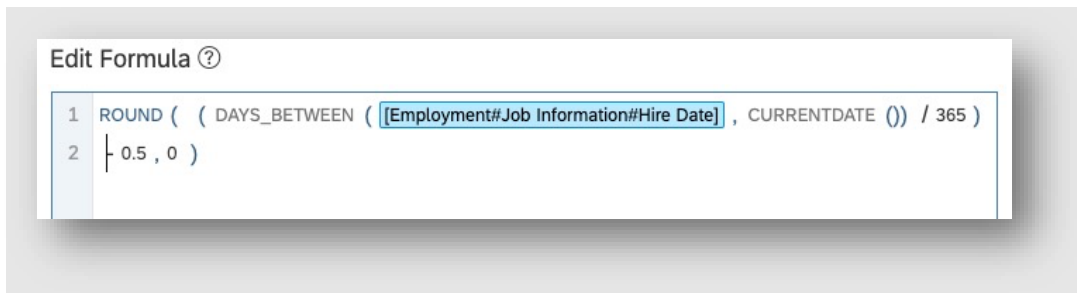 Edit Formula ?
1 ROUND ( ( DAYS_BETWEEN ( [Employment#Job Information#Hire Date] , CURRENTDATE ()) / 365 )
2 - 0.5 , 0 )